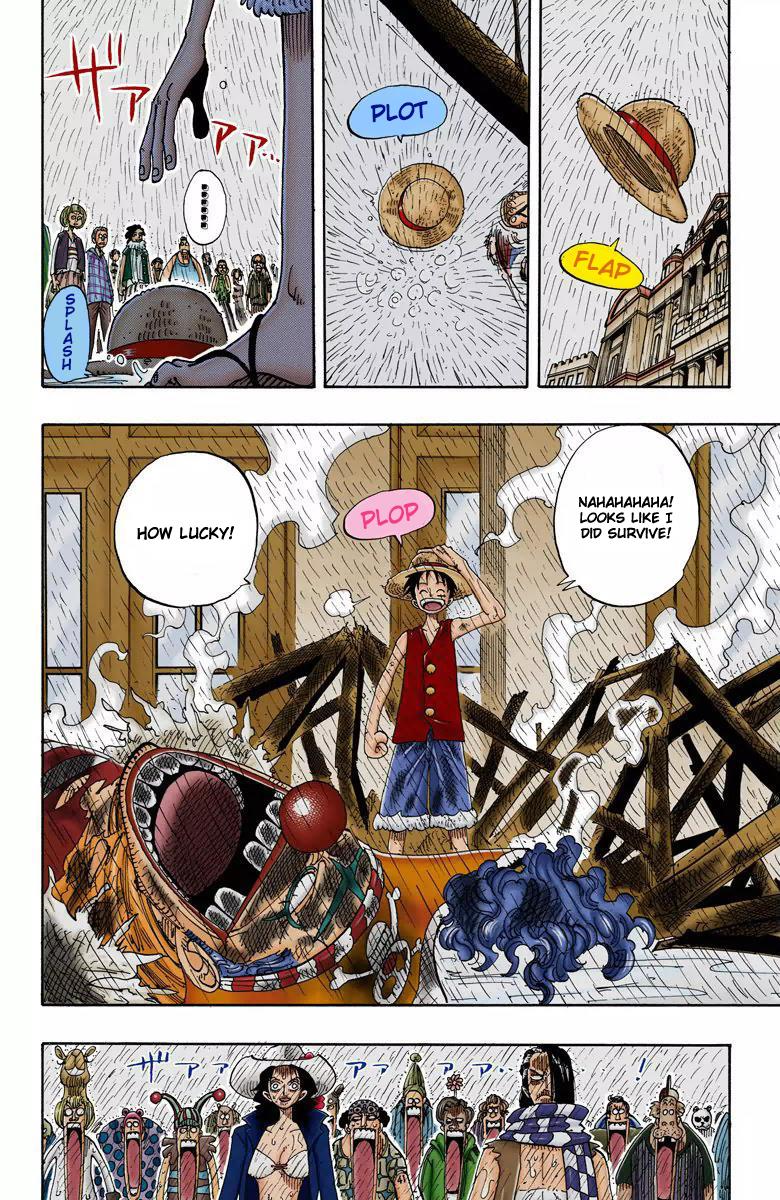 FLAP
PLOT
ザアアア…
⋮⋮
SPLASH
NAHAHAHAHA!
LOOKS LIKE I
DID SURVIVE!
PLOP
HOW LUCKY!
ザアアアアア…!